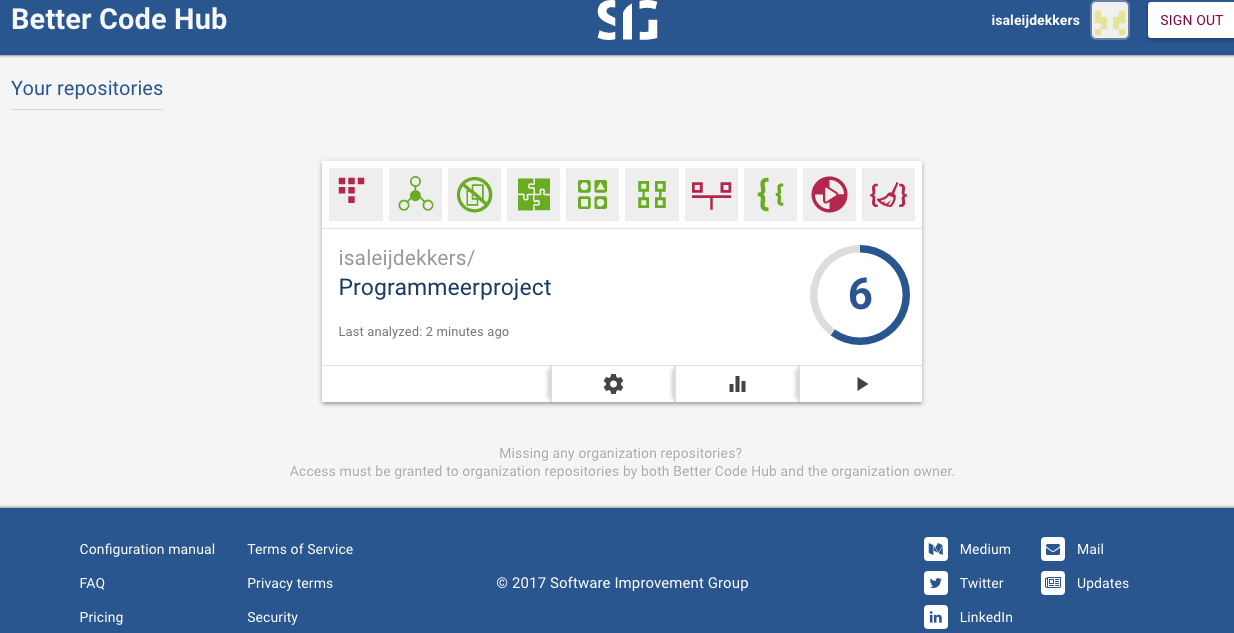 Better Code Hub
SIG
isaleijdekkers
SIGN OUT
Your repositories
isaleijdekkers/
Programmeerproject
Last analyzed: 2 minutes ago
6
Missing any organization repositories?
Access must be granted to organization repositories by both Better Code Hub and the organization owner.
Configuration manual
Terms of Service
Medium
Mail
FAQ
Privacy terms
© 2017 Software Improvement Group
Twitter
Updates
Pricing
Security
LinkedIn